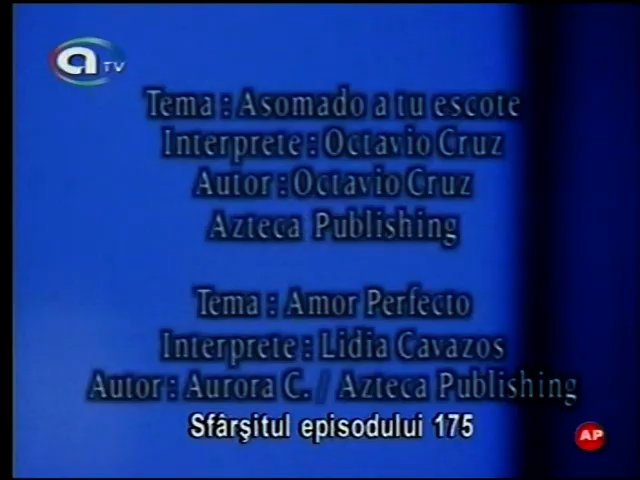 a TV
Tema : Asomado a tu escote
Interprete : Octavio Cruz
Autor : Octavio Cruz
Azteca Publishing
Tema : Amor Perfecto
Interprete : Lidia Cavazos
Autor : Aurora C. / Azteca Publishing
Sfârşitul episodului 175
AP